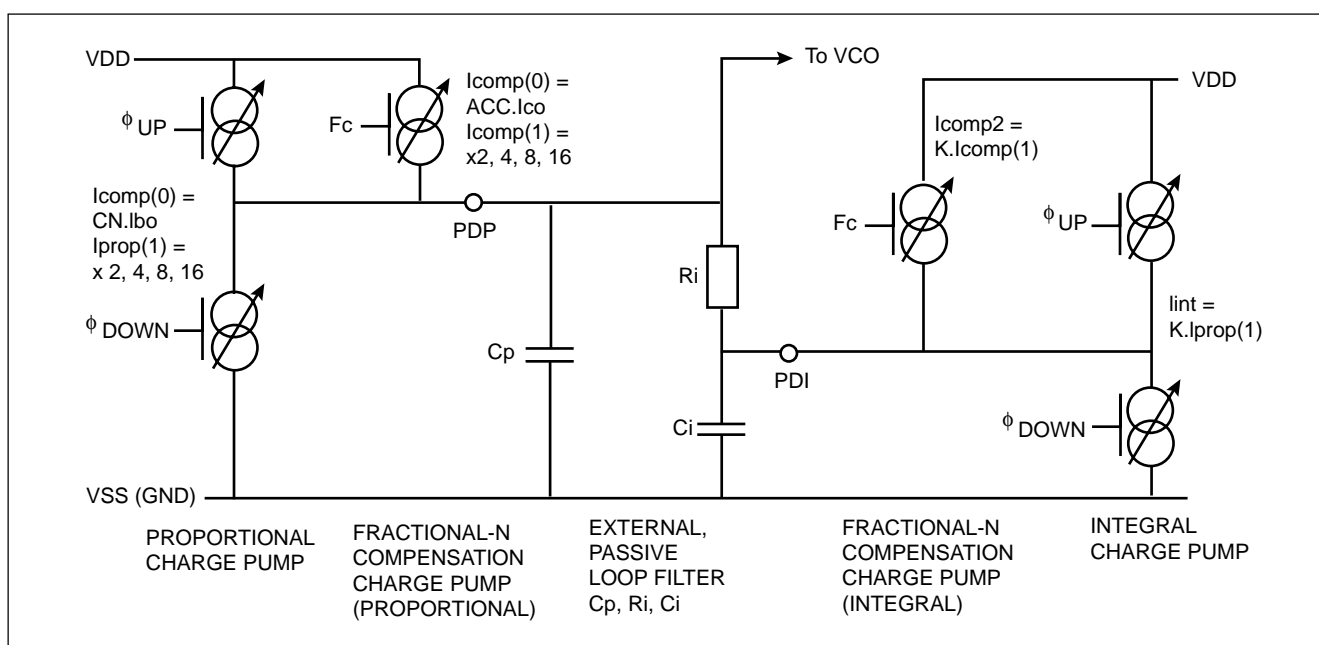 VDD
ϕ UP
Icomp(0) =
CN.Ibo
Iprop(1) =
x 2, 4, 8, 16
ϕ DOWN
Fc
Icomp(0) =
ACC.Ico
Icomp(1) =
x2, 4, 8, 16
PDP
Cp
To VCO
Ri
Ci
PDI
Icomp2 =
K.Icomp(1)
Fc
VDD
ϕ UP
Iint =
K.Iprop(1)
ϕ DOWN
VSS (GND)
PROPORTIONAL
CHARGE PUMP
FRACTIONAL-N
COMPENSATION
CHARGE PUMP
(PROPORTIONAL)
EXTERNAL,
PASSIVE
LOOP FILTER
Cp, Ri, Ci
FRACTIONAL-N
COMPENSATION
CHARGE PUMP
(INTEGRAL)
INTEGRAL
CHARGE PUMP